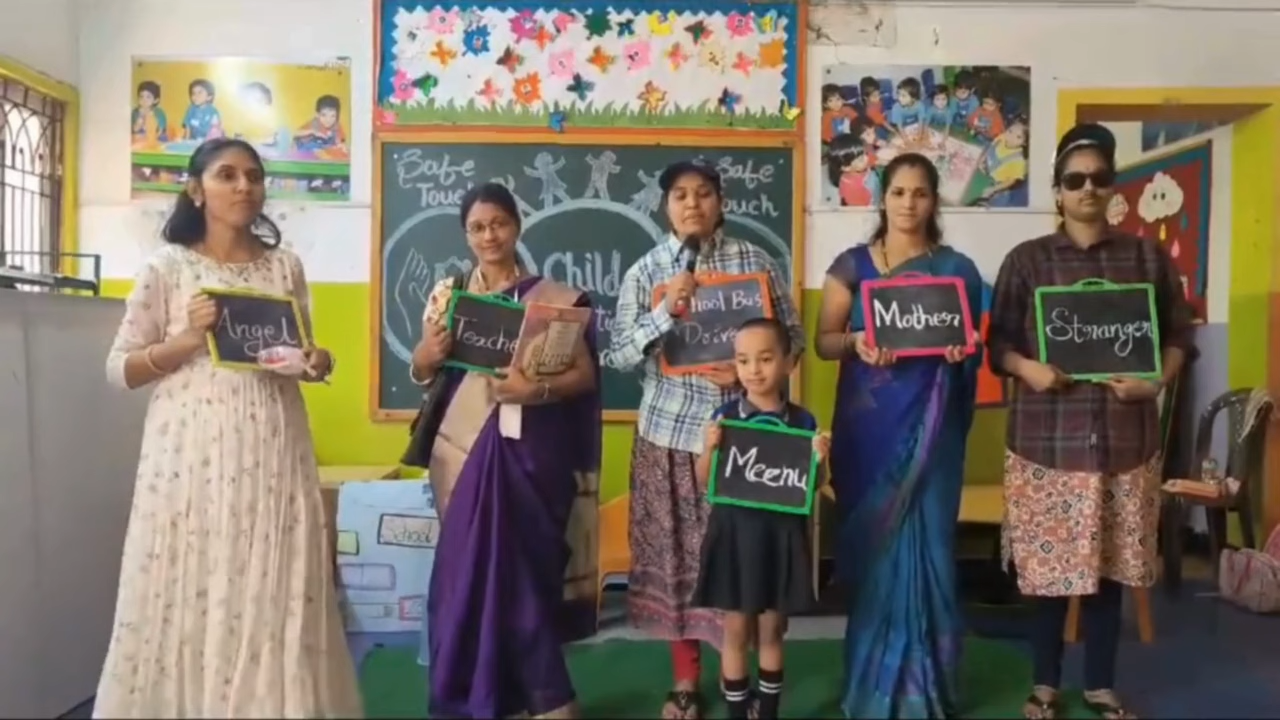 Safe
Touch
Safe
Touch
Child
Angel
Teacher
School Bus
Driver
Mother
Stranger
Meenu
School